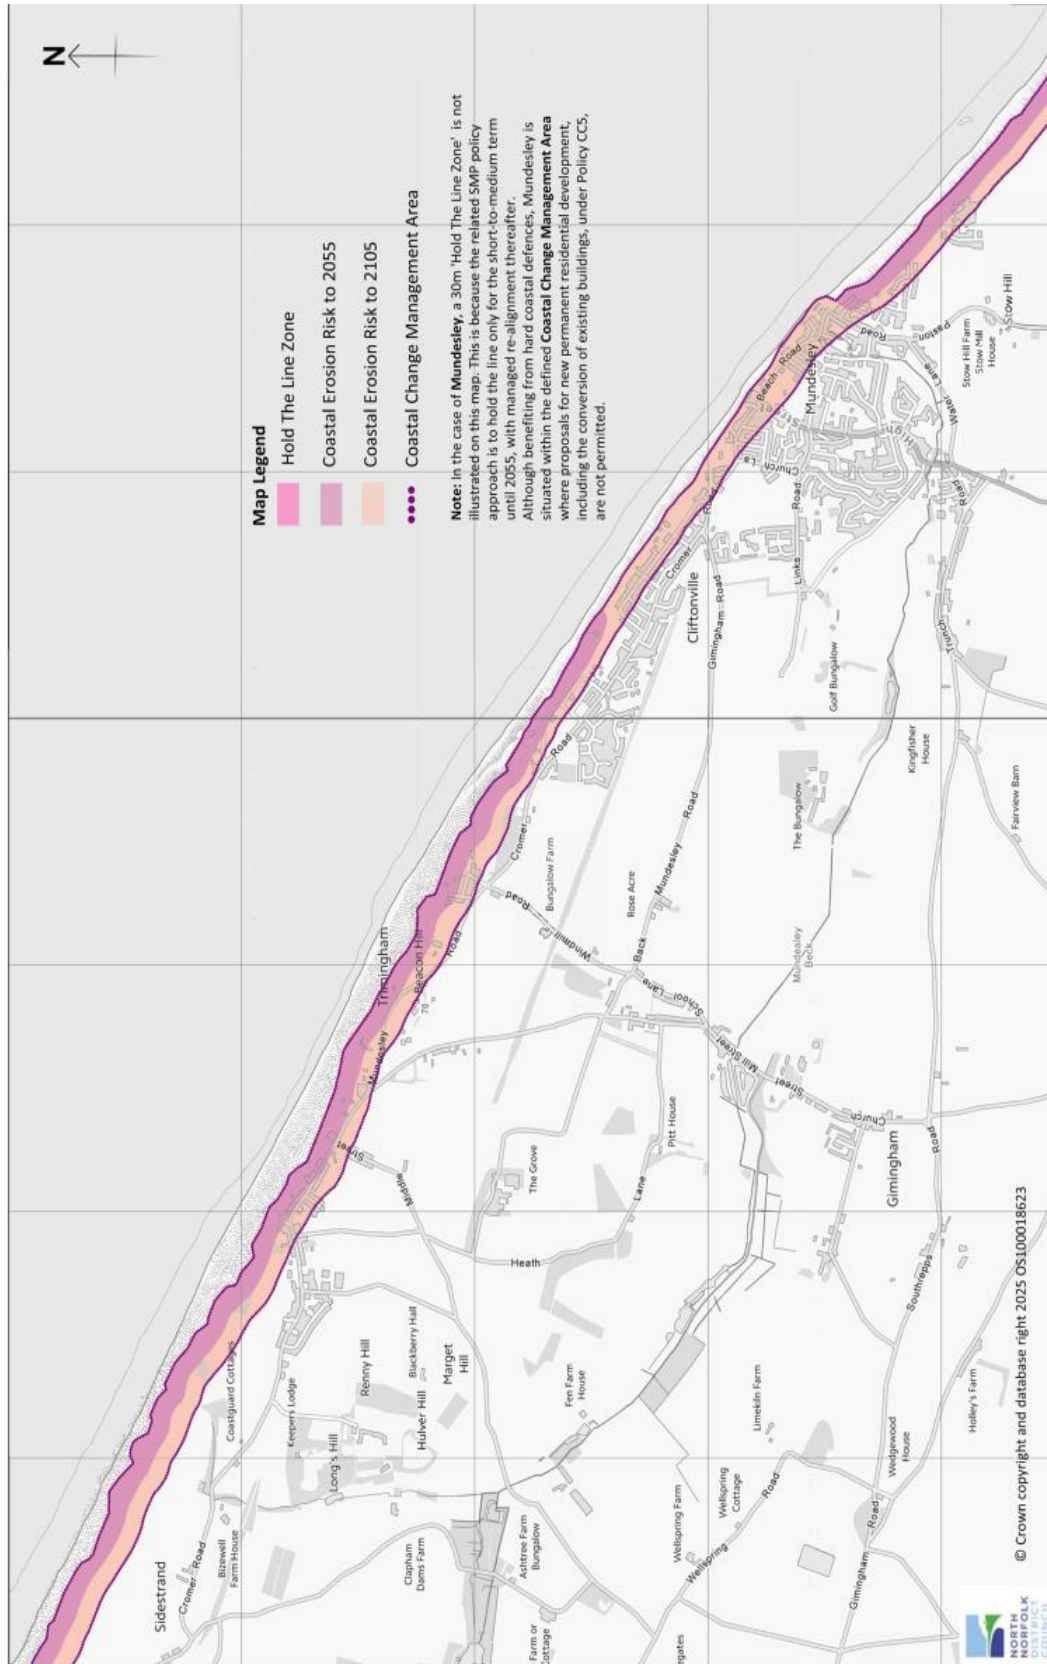 N
Map Legend
Hold The Line Zone
Coastal Erosion Risk to 2055
Coastal Erosion Risk to 2105
Coastal Change Management Area
Note: In the case of Mundesley, a 30m 'Hold The Line Zone' is not
illustrated on this map. This is because the related SMP policy
approach is to hold the line only for the short-to-medium term
until 2055, with managed re-alignment thereafter.
Although benefiting from hard coastal defences, Mundesley is
situated within the defined Coastal Change Management Area
where proposals for new permanent residential development,
including the conversion of existing buildings, under Policy CC5,
are not permitted.
Sidestrand
Cromer Road
Bizewell
Farm House
Coastguard Cottages
Keepers Lodge
Long's Hill
Renny Hill
Hulver Hill
Blackberry Hall
Marget
Hill
Clapham
Dams Farm
Ashtree Farm
Bungalow
Farm or
Cottage
Fen Farm
House
Middle
Street
Heath
Lane
The Grove
Pitt House
Trimingham
Beacon Hill
70
Mundesley
Road
Cromer
Road
Bungalow Farm
Windmill
Road
Rose Acre
Back
Mundesley
Road
School
Lane
Mill Street
Church
Street
Gimingham
Road
Southrepps
Mundesley
Beck
The Bungalow
Golf Bungalow
Kingfisher
House
Fairview Barn
Cliftonville
Cromer
Road
Gimingham Road
Links
Road
Church La
High
Street
Beach Road
Mundesley
Paston
Road
Water Lane
Trunch
Road
Stow Hill Farm
Stow Mill
House
Stow Hill
Wellspring Farm
Wellspring
Road
Wellspring
Cottage
Limekiln Farm
Wedgewood
House
Gimingham
Road
Holley's Farm
egates
© Crown copyright and database right 2025 OS100018623
NORTH
NORFOLK
DISTRICT
COUNCIL